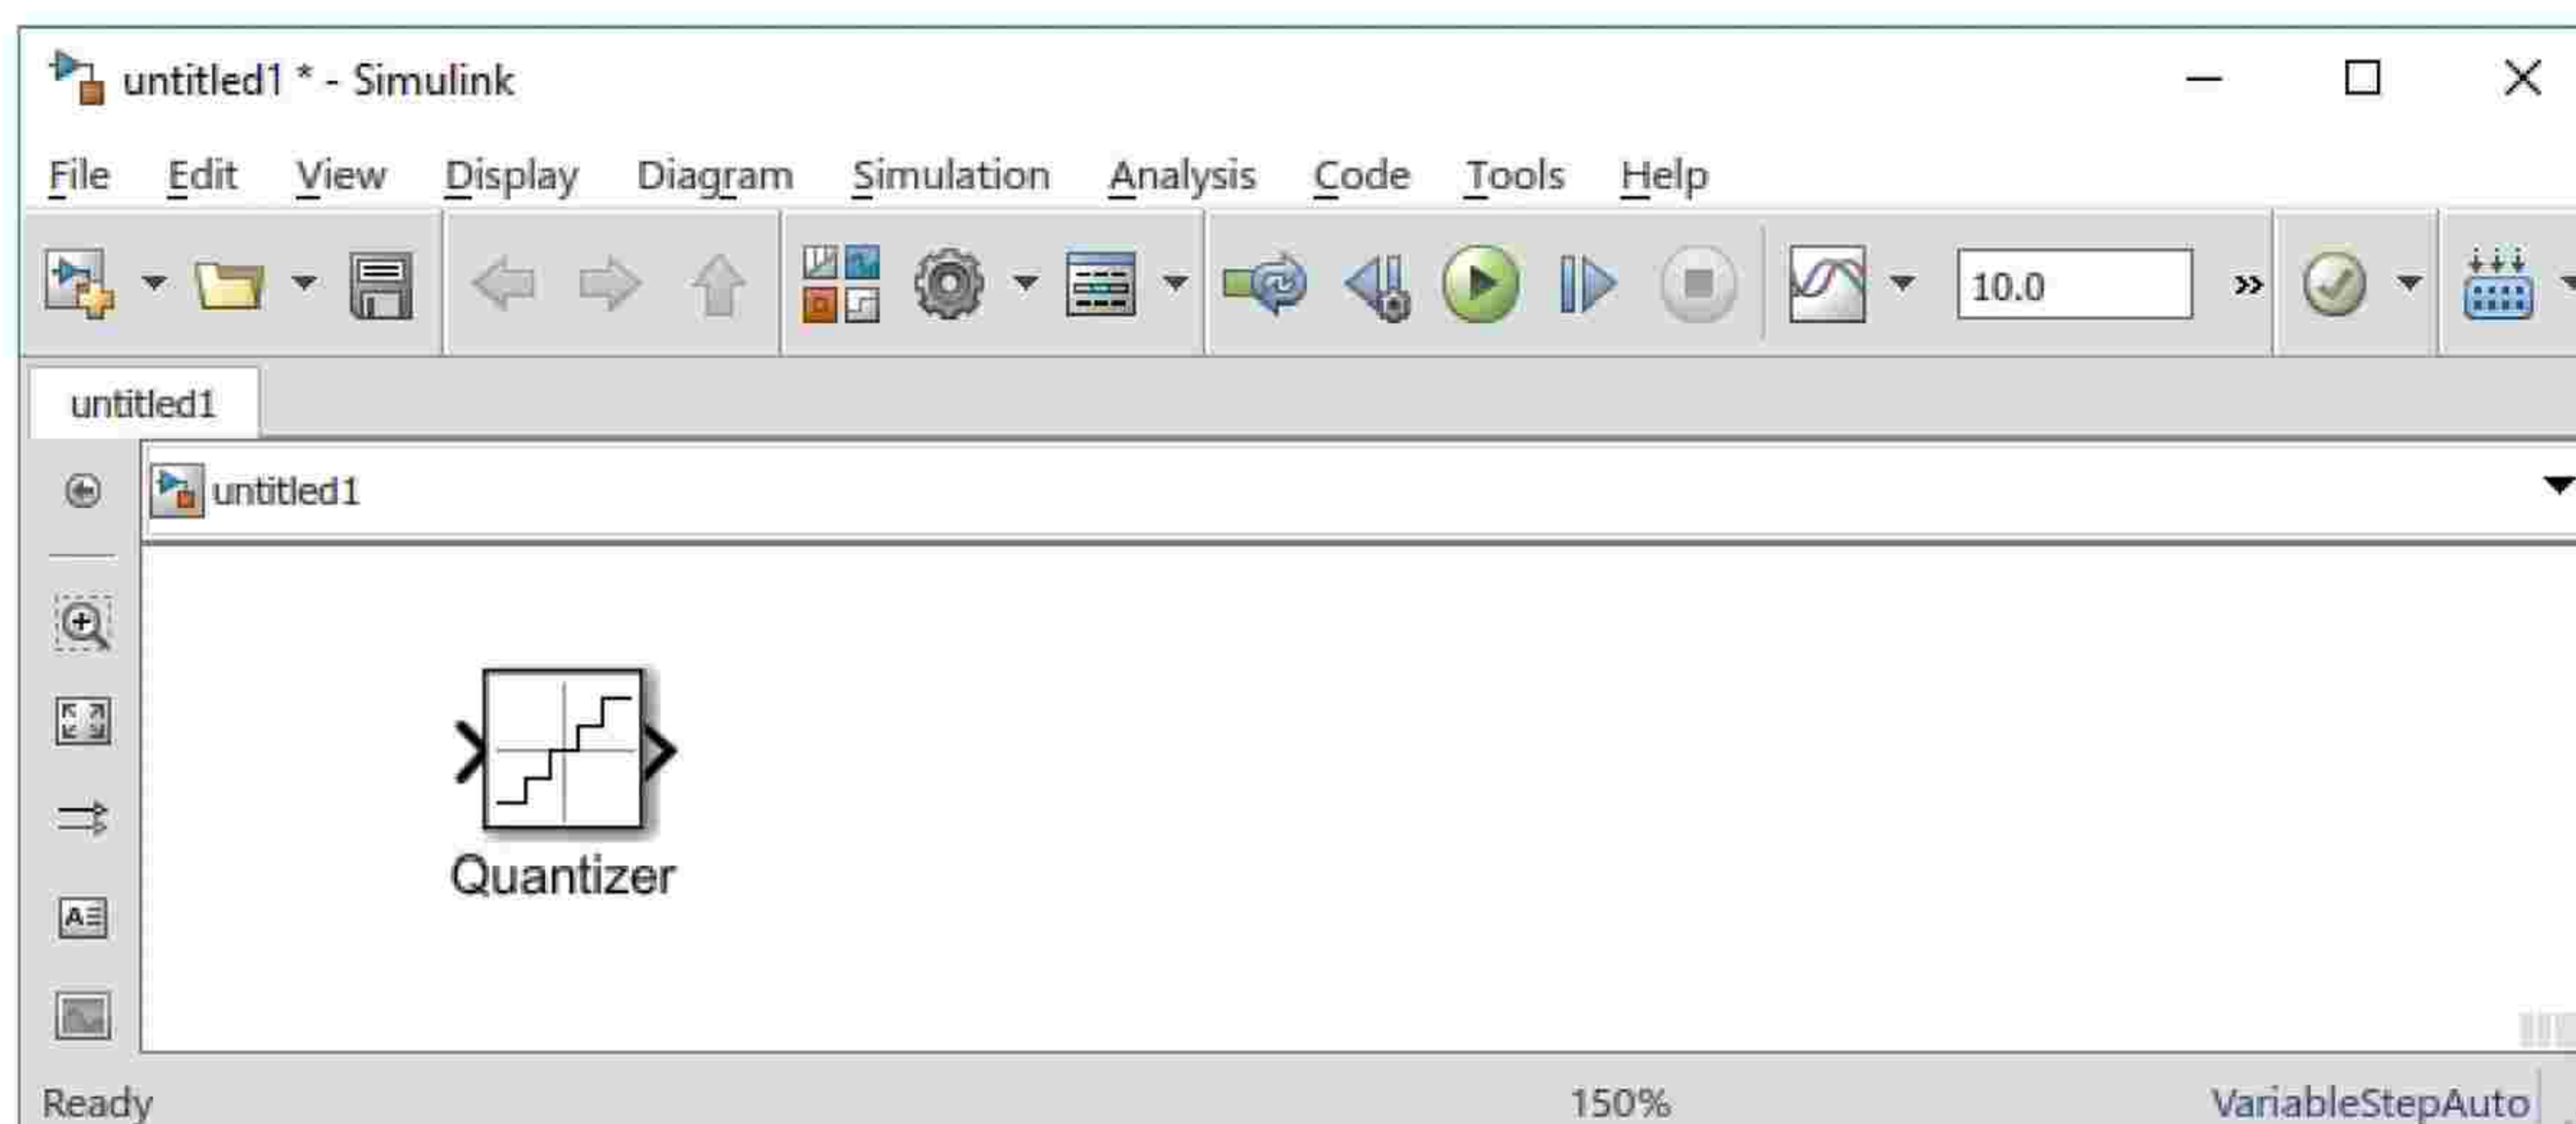 untitled1 * - Simulink
File Edit View Display Diagram Simulation Analysis Code Tools Help
10.0 »
untitled1
untitled1
Quantizer
Ready 150% VariableStepAuto